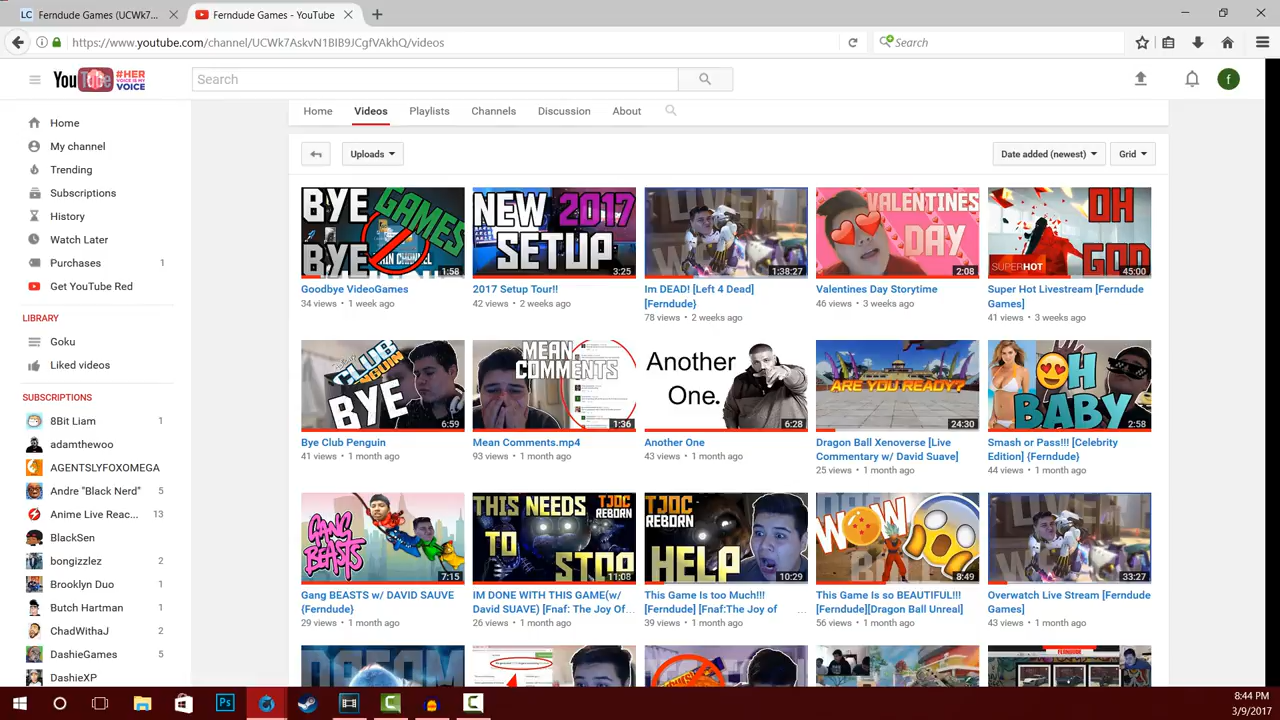 LC Ferndude Games (UCWk7...
Ferndude Games - YouTube
https://www.youtube.com/channel/UCWk7AskvN1BIB9JCgfVAkhQ/videos
Search
YouTube #HER VOICE IS MY VOICE
Search
f
Home Videos Playlists Channels Discussion About
Uploads
Date added (newest)
Grid
Home
My channel
Trending
Subscriptions
History
Watch Later
Purchases 1
Get YouTube Red
LIBRARY
Goku
Liked videos
SUBSCRIPTIONS
8Bit Liam 1
adamthewoo
AGENTSLYFOXOMEGA
Andre "Black Nerd" 5
Anime Live Reac... 13
BlackSen
bongizzlez 2
Brooklyn Duo 2
Butch Hartman 1
ChadWithaJ 2
DashieGames 5
DashieXP
BYE GAMES BYE
1:58
Goodbye VideoGames
34 views • 1 week ago
NEW 2017 SETUP
3:25
2017 Setup Tour!!
42 views • 2 weeks ago
1:38:27
Im DEAD! [Left 4 Dead]
[Ferndude}
78 views • 2 weeks ago
VALENTINES DAY
2:08
Valentines Day Storytime
46 views • 3 weeks ago
OH GOD
SUPERHOT
45:00
Super Hot Livestream [Ferndude
Games]
41 views • 3 weeks ago
CLUB PENGUIN BYE
6:59
Bye Club Penguin
41 views • 1 month ago
MEAN COMMENTS
1:36
Mean Comments.mp4
93 views • 1 month ago
Another One.
6:28
Another One
43 views • 1 month ago
ARE YOU READY?
24:30
Dragon Ball Xenoverse [Live
Commentary w/ David Suave]
25 views • 1 month ago
OH BABY
2:58
Smash or Pass!!! [Celebrity
Edition] {Ferndude}
44 views • 1 month ago
GANG BEASTS
7:15
Gang BEASTS w/ DAVID SAUVE
{Ferndude}
29 views • 1 month ago
THIS NEEDS TO STOP
TJOC REBORN
11:08
IM DONE WITH THIS GAME(w/
David SUAVE) [Fnaf: The Joy Of...
26 views • 1 month ago
TJOC REBORN
HELP
10:29
This Game Is too Much!!!
[Ferndude] [Fnaf:The Joy of ...
39 views • 1 month ago
WOW
8:49
This Game Is so BEAUTIFUL!!!
[Ferndude][Dragon Ball Unreal]
56 views • 1 month ago
33:27
Overwatch Live Stream [Ferndude
Games]
43 views • 1 month ago
Ps
8:44 PM
3/9/2017